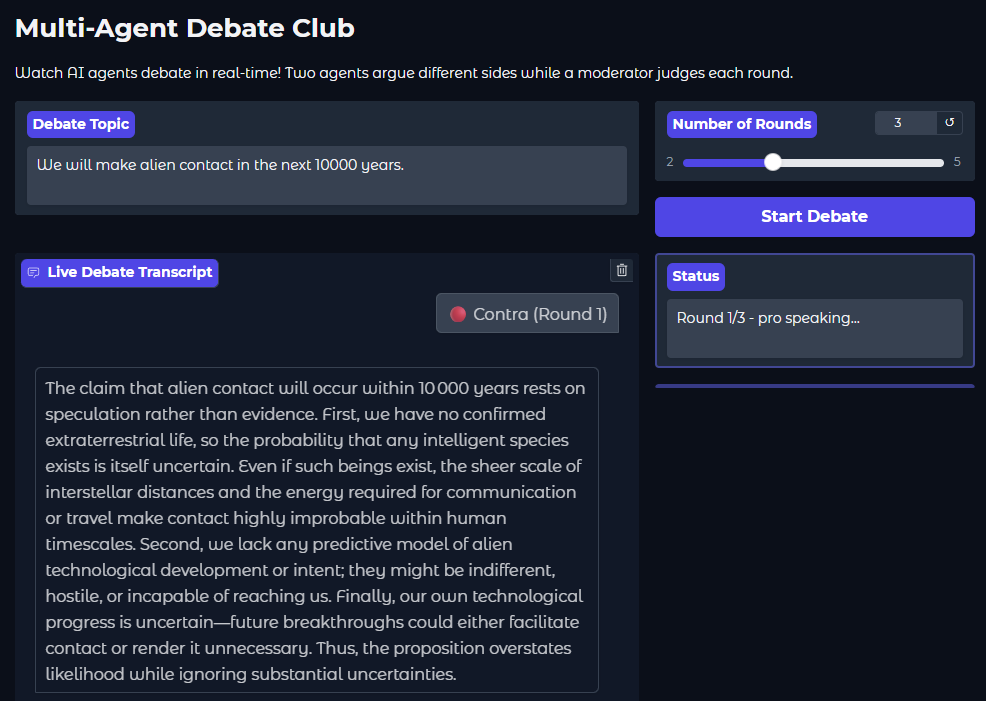 Multi-Agent Debate Club
Watch AI agents debate in real-time! Two agents argue different sides while a moderator judges each round.
Debate Topic
We will make alien contact in the next 10000 years.
Number of Rounds
3
↺
2
5
Start Debate
Live Debate Transcript
Status
Round 1/3 - pro speaking...
Contra (Round 1)
The claim that alien contact will occur within 10 000 years rests on
speculation rather than evidence. First, we have no confirmed
extraterrestrial life, so the probability that any intelligent species
exists is itself uncertain. Even if such beings exist, the sheer scale of
interstellar distances and the energy required for communication
or travel make contact highly improbable within human
timescales. Second, we lack any predictive model of alien
technological development or intent; they might be indifferent,
hostile, or incapable of reaching us. Finally, our own technological
progress is uncertain—future breakthroughs could either facilitate
contact or render it unnecessary. Thus, the proposition overstates
likelihood while ignoring substantial uncertainties.